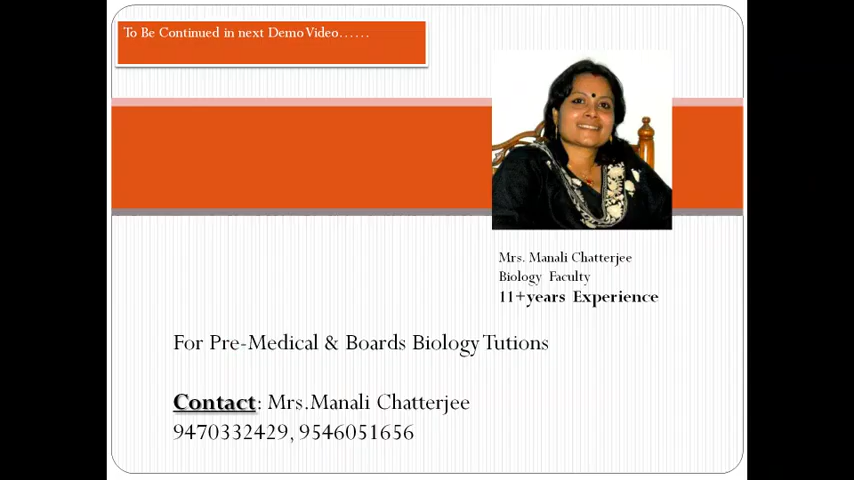 To Be Continued in next Demo Video……
Mrs. Manali Chatterjee
Biology Faculty
11+years Experience
For Pre-Medical & Boards Biology Tutions
Contact: Mrs.Manali Chatterjee
9470332429, 9546051656